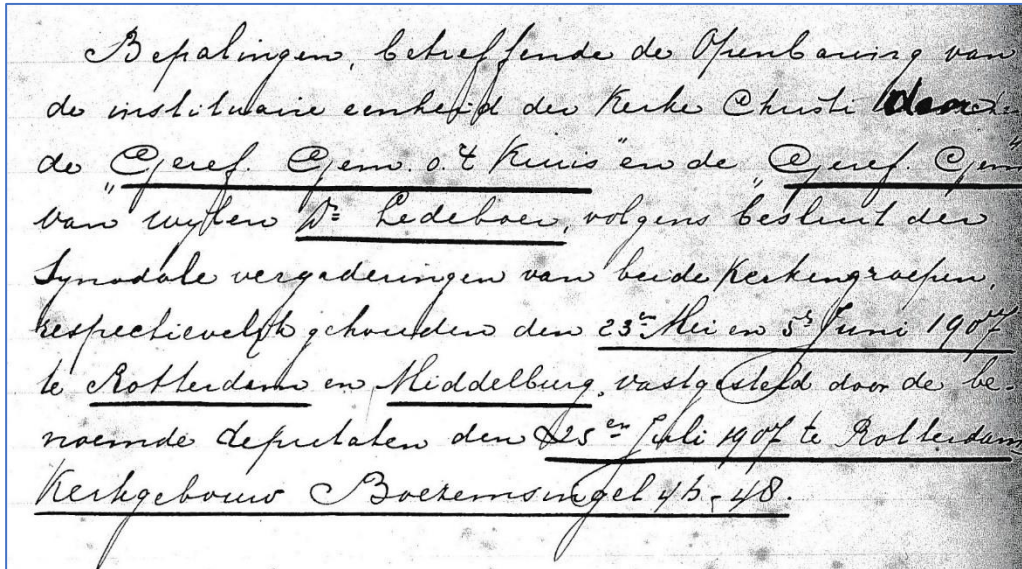 Bepalingen, betreffende de Openbaring van
de institutaire eenheid der Kerke Christi
de „Geref. Gem. o. 't Kruis” en de „Geref. Gem”
van wijlen Ds Ledeboer, volgens besluit der
Synodale vergaderingen van beide Kerkengroepen,
respectievelijk gehouden den 23en Mei en 5e Juni 1907
te Rotterdam en Middelburg, vastgesteld door de be-
noemde deputaten den 25en Juli 1907 te Rotterdam,
Kerkgebouw Boezemsingel 46-48.